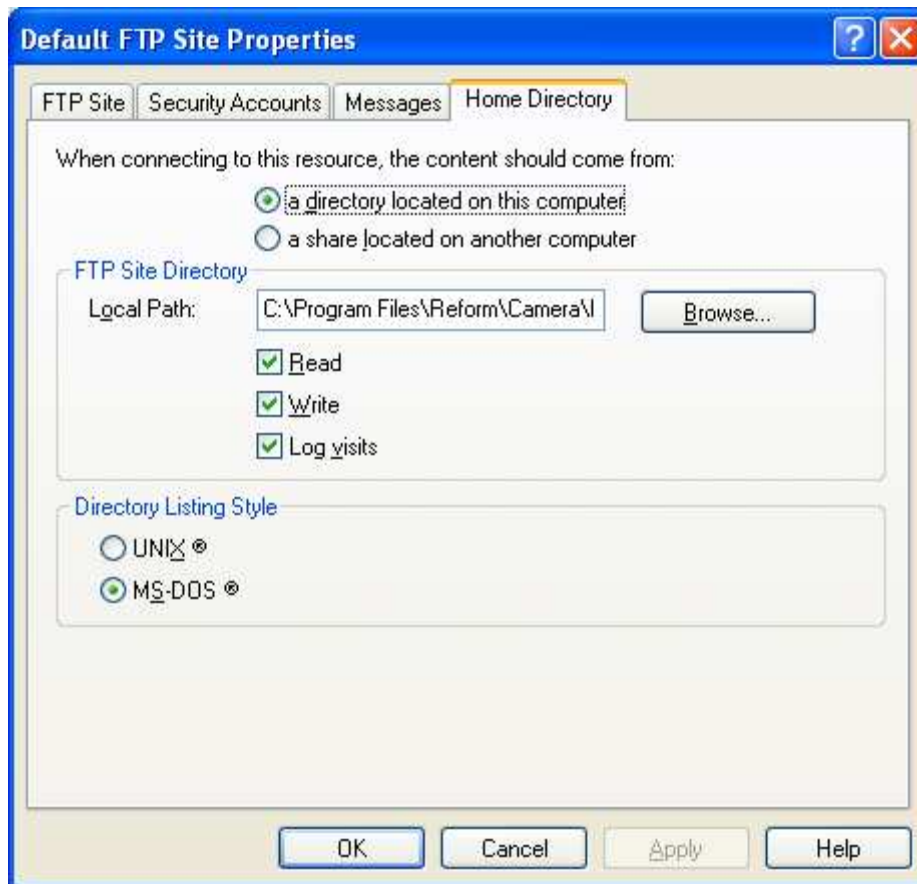 Default FTP Site Properties
FTP Site Security Accounts Messages Home Directory
When connecting to this resource, the content should come from:
a directory located on this computer
a share located on another computer
FTP Site Directory
Local Path: C:\Program Files\Reform\Camera\I Browse...
Read
Write
Log visits
Directory Listing Style
UNIX ®
MS-DOS ®
OK Cancel Apply Help